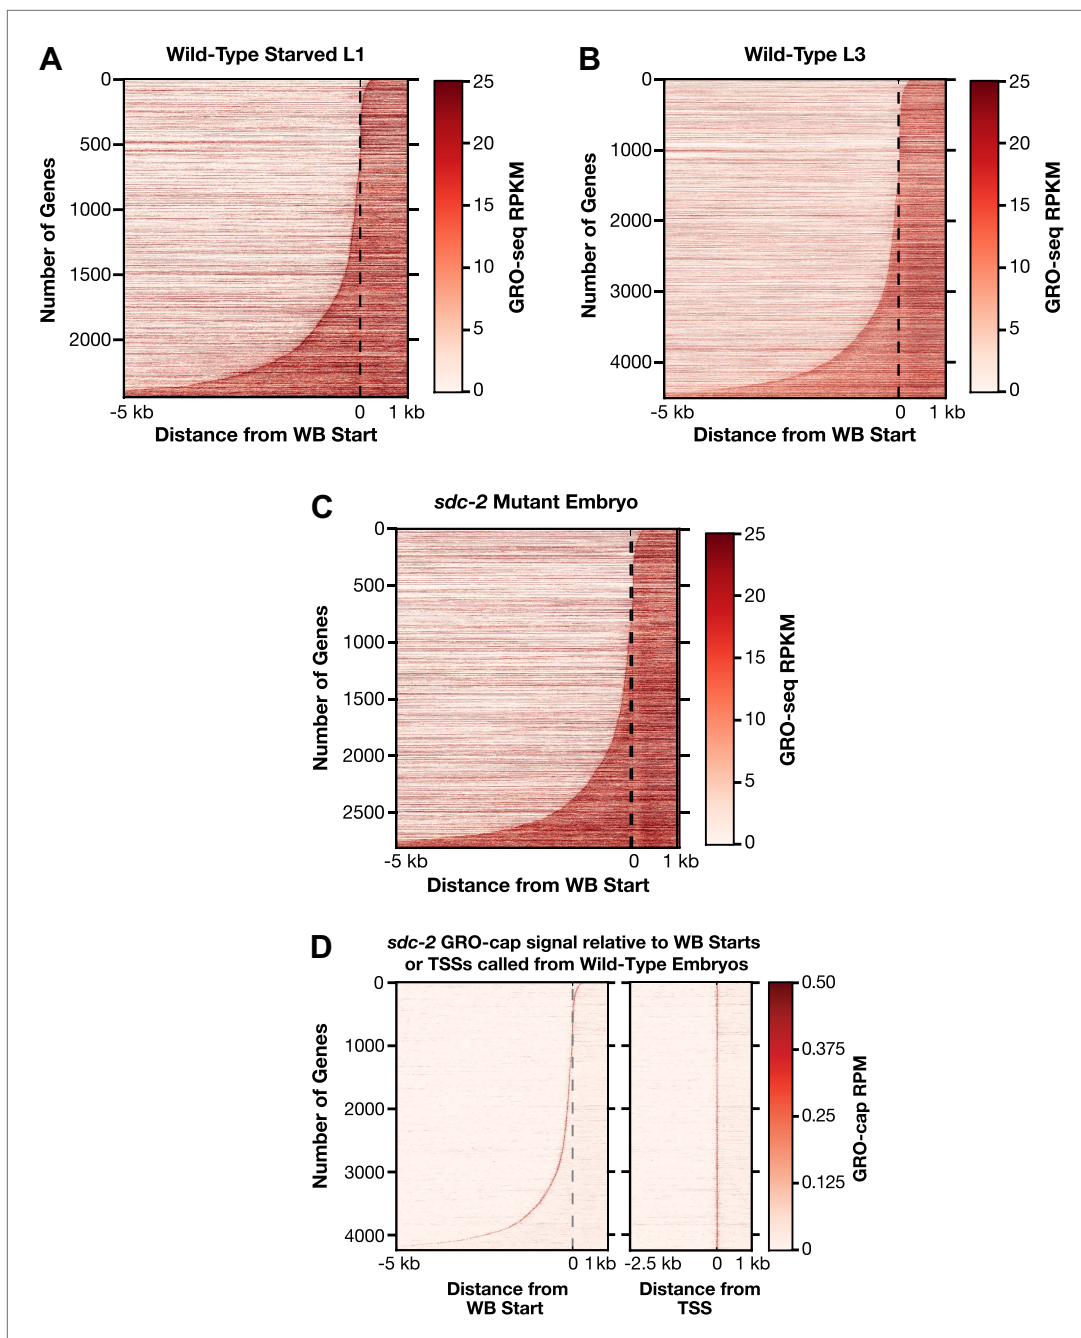 A
Wild-Type Starved L1
0
500
1000
1500
2000
Number of Genes
-5 kb
0
1 kb
Distance from WB Start
25
20
15
10
5
0
GRO-seq RPKM
B
Wild-Type L3
0
1000
2000
3000
4000
Number of Genes
-5 kb
0
1 kb
Distance from WB Start
25
20
15
10
5
0
GRO-seq RPKM
C
sdc-2 Mutant Embryo
0
500
1000
1500
2000
2500
Number of Genes
-5 kb
0
1 kb
Distance from WB Start
25
20
15
10
5
0
GRO-seq RPKM
D
sdc-2 GRO-cap signal relative to WB Starts
or TSSs called from Wild-Type Embryos
0
1000
2000
3000
4000
Number of Genes
-5 kb
0
1kb
Distance from
WB Start
-2.5 kb
0
1 kb
Distance from
TSS
0.50
0.375
0.25
0.125
0
GRO-cap RPM